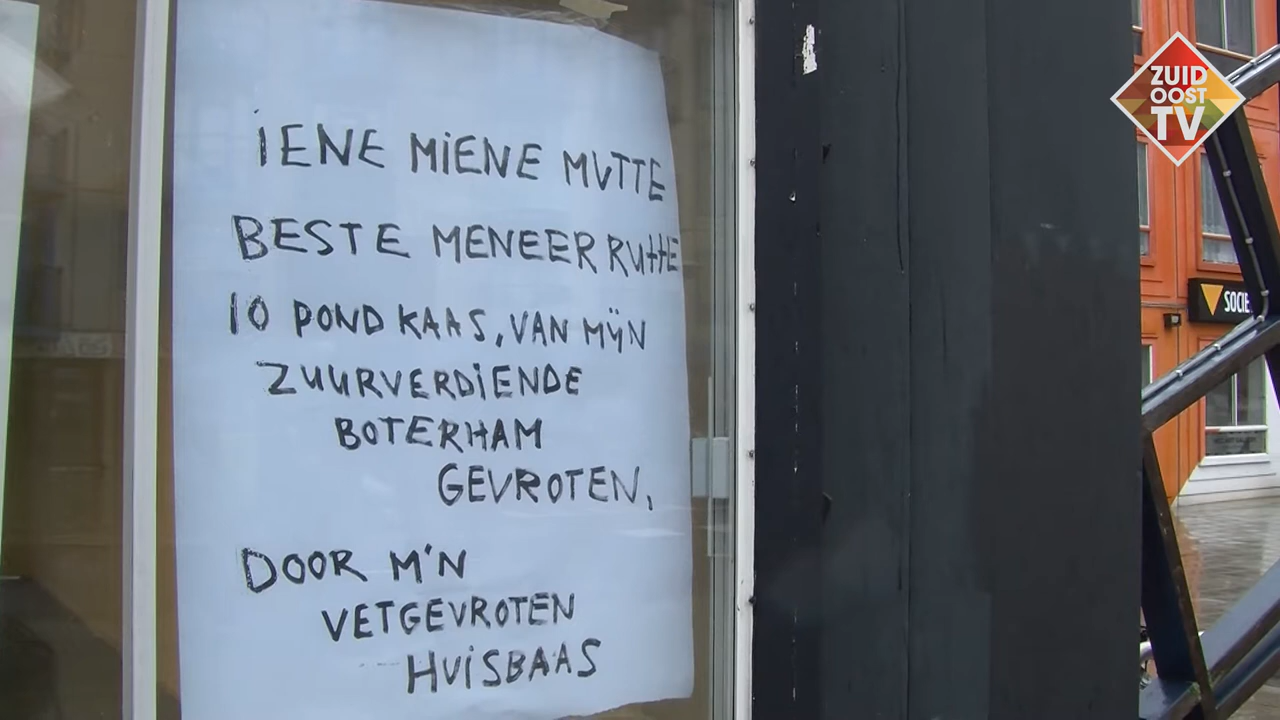 iENE MiENE MUTTE
BESTE MENEER RUttE
10 POND KAAS, VAN MŸN
ZUURVERDiENDE
BOTERHAM
GEVROTEN,
DOOR M'N
VETGEVROTEN
HUiSBAAS
ZUID
OOST
TV
SOCIE